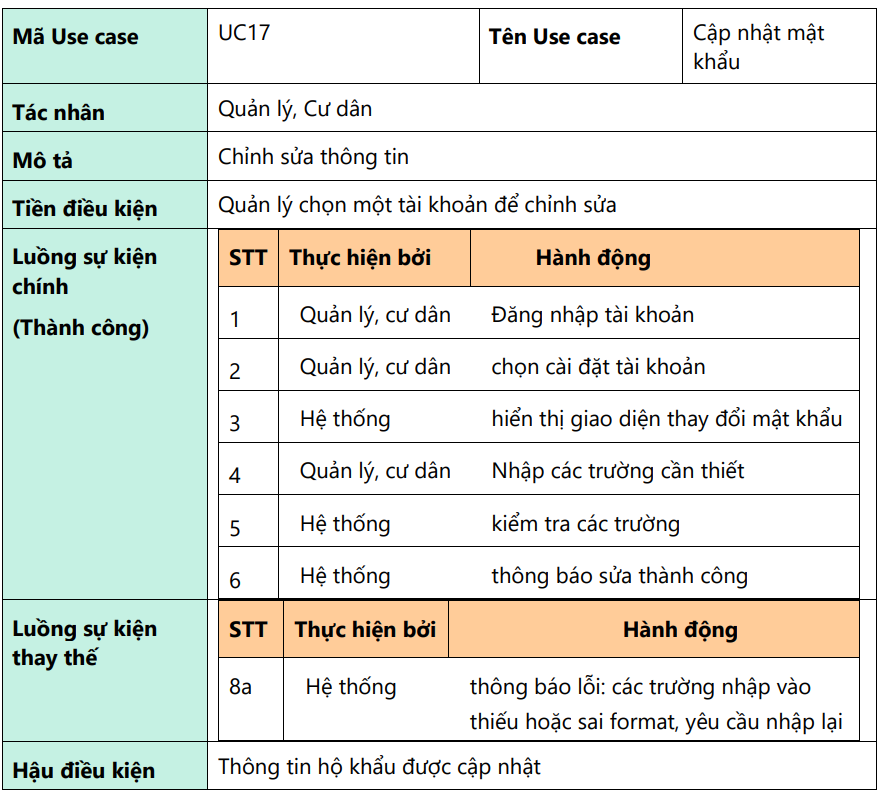 Mã Use case UC17 Tên Use case Cập nhật mật khẩu
Tác nhân Quản lý, Cư dân
Mô tả Chỉnh sửa thông tin
Tiền điều kiện Quản lý chọn một tài khoản để chỉnh sửa
Luồng sự kiện chính
(Thành công)
STT Thực hiện bởi Hành động
1 Quản lý, cư dân Đăng nhập tài khoản
2 Quản lý, cư dân chọn cài đặt tài khoản
3 Hệ thống hiển thị giao diện thay đổi mật khẩu
4 Quản lý, cư dân Nhập các trường cần thiết
5 Hệ thống kiểm tra các trường
6 Hệ thống thông báo sửa thành công
Luồng sự kiện thay thế
STT Thực hiện bởi Hành động
8a Hệ thống thông báo lỗi: các trường nhập vào
thiếu hoặc sai format, yêu cầu nhập lại
Hậu điều kiện Thông tin hộ khẩu được cập nhật